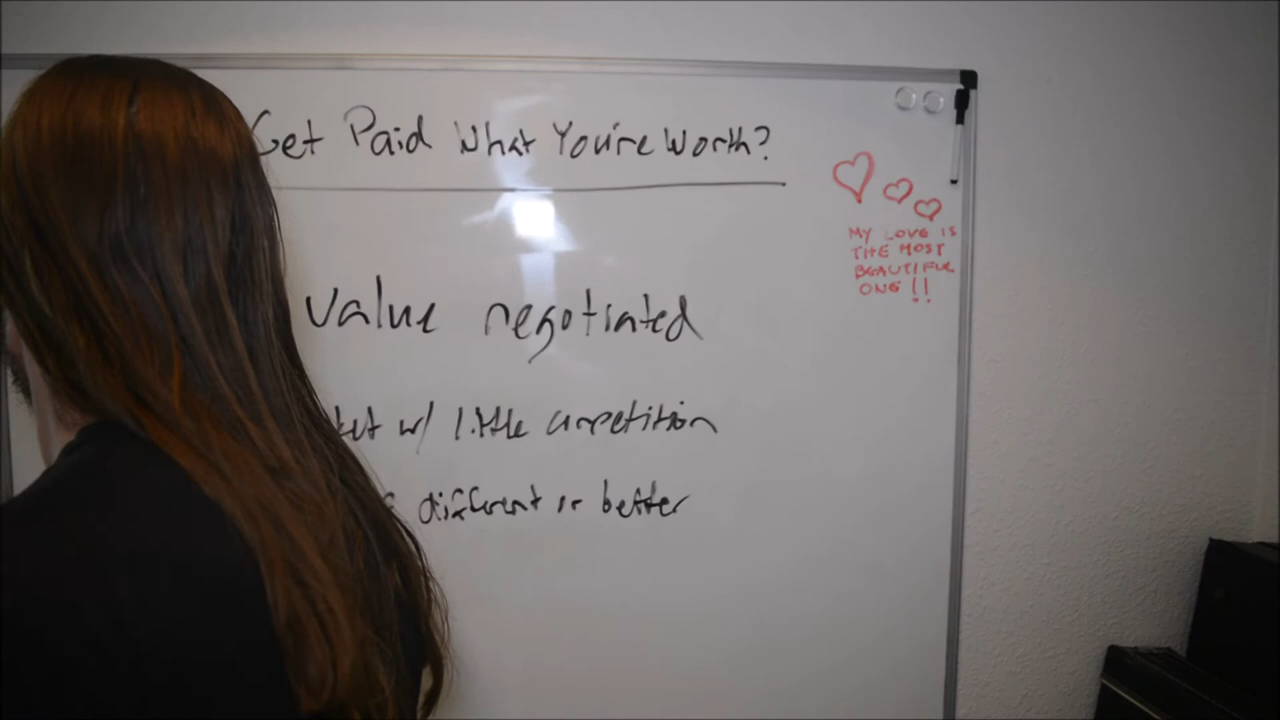 Get Paid What You're Worth?
value negotiated
w/ little competition
different or better
MY LOVE IS
THE MOST
BEAUTIFUL
ONE!!